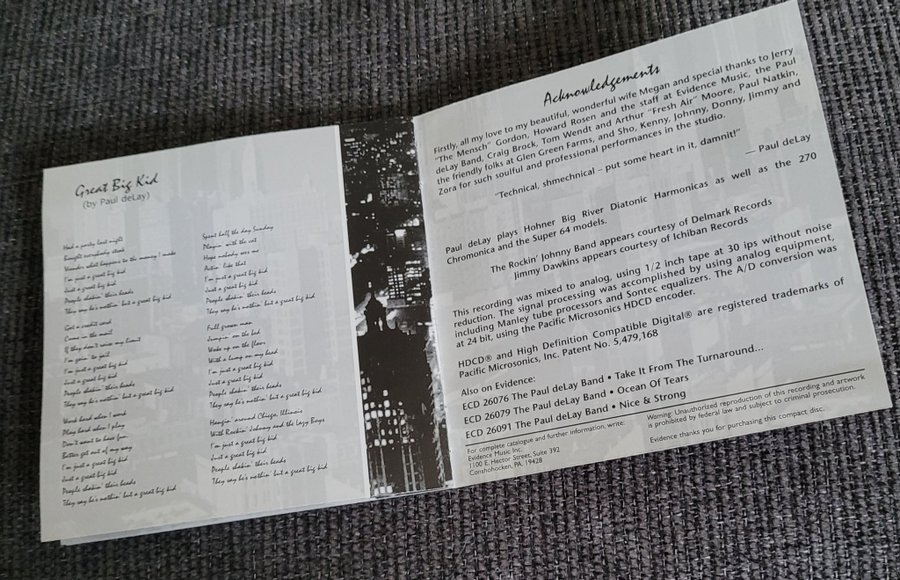 Great Big Kid
(by Paul deLay)
Had a party last night
Bought everybody steak
Wonder what happens to the money I make
I'm just a great big kid
Just a great big kid
People shakin' their heads
They say he's nothin' but a great big kid
Got a credit card
Came in the mail
If they don't raise my limit
I'm goin' to jail
I'm just a great big kid
Just a great big kid
People shakin' their heads
They say he's nothin' but a great big kid
Work hard when I work
Play hard when I play
Don't want to have fun
Better get out of my way
I'm just a great big kid
Just a great big kid
People shakin' their heads
They say he's nothin' but a great big kid
Spent half the day Sunday
Playin' with the cat
Hope nobody sees me
Actin' like that
I'm just a great big kid
Just a great big kid
People shakin' their heads
They say he's nothin' but a great big kid
Full grown man
Jumpin' on the bed
Woke up on the floor
With a lump on my head
I'm just a great big kid
Just a great big kid
People shakin' their heads
They say he's nothin' but a great big kid
Hangin' around Chicago, Illinois
With Rockin' Johnny and the Lazy Boys
I'm just a great big kid
Just a great big kid
People shakin' their heads
They say he's nothin' but a great big kid
Acknowledgements
Firstly, all my love to my beautiful, wonderful wife Megan and special thanks to Jerry
"The Mensch" Gordon, Howard Rosen and the staff at Evidence Music, the Paul
deLay Band, Craig Brock, Tom Wendt and Arthur "Fresh Air" Moore, Paul Natkin,
the friendly folks at Glen Green Farms, and Sho, Kenny, Johnny, Donny, Jimmy and
Zora for such soulful and professional performances in the studio.
"Technical, shmechnical – put some heart in it, damnit!"
— Paul deLay
Paul deLay plays Hohner Big River Diatonic Harmonicas as well as the 270
Chromonica and the Super 64 models.
The Rockin' Johnny Band appears courtesy of Delmark Records
Jimmy Dawkins appears courtesy of Ichiban Records
This recording was mixed to analog, using 1/2 inch tape at 30 ips without noise
reduction. The signal processing was accomplished by using analog equipment,
including Manley tube processors and Sontec equalizers. The A/D conversion was
at 24 bit, using the Pacific Microsonics HDCD encoder.
HDCD® and High Definition Compatible Digital® are registered trademarks of
Pacific Microsonics, Inc. Patent No. 5,479,168
Also on Evidence:
ECD 26076 The Paul deLay Band • Take It From The Turnaround...
ECD 26079 The Paul deLay Band • Ocean Of Tears
ECD 26091 The Paul deLay Band • Nice & Strong
For complete catalogue and further information, write:
Evidence Music Inc.
1100 E. Hector Street, Suite 392
Conshohocken, PA. 19428
Warning: Unauthorized reproduction of this recording and artwork
is prohibited by federal law and subject to criminal prosecution.
Evidence thanks you for purchasing this compact disc.